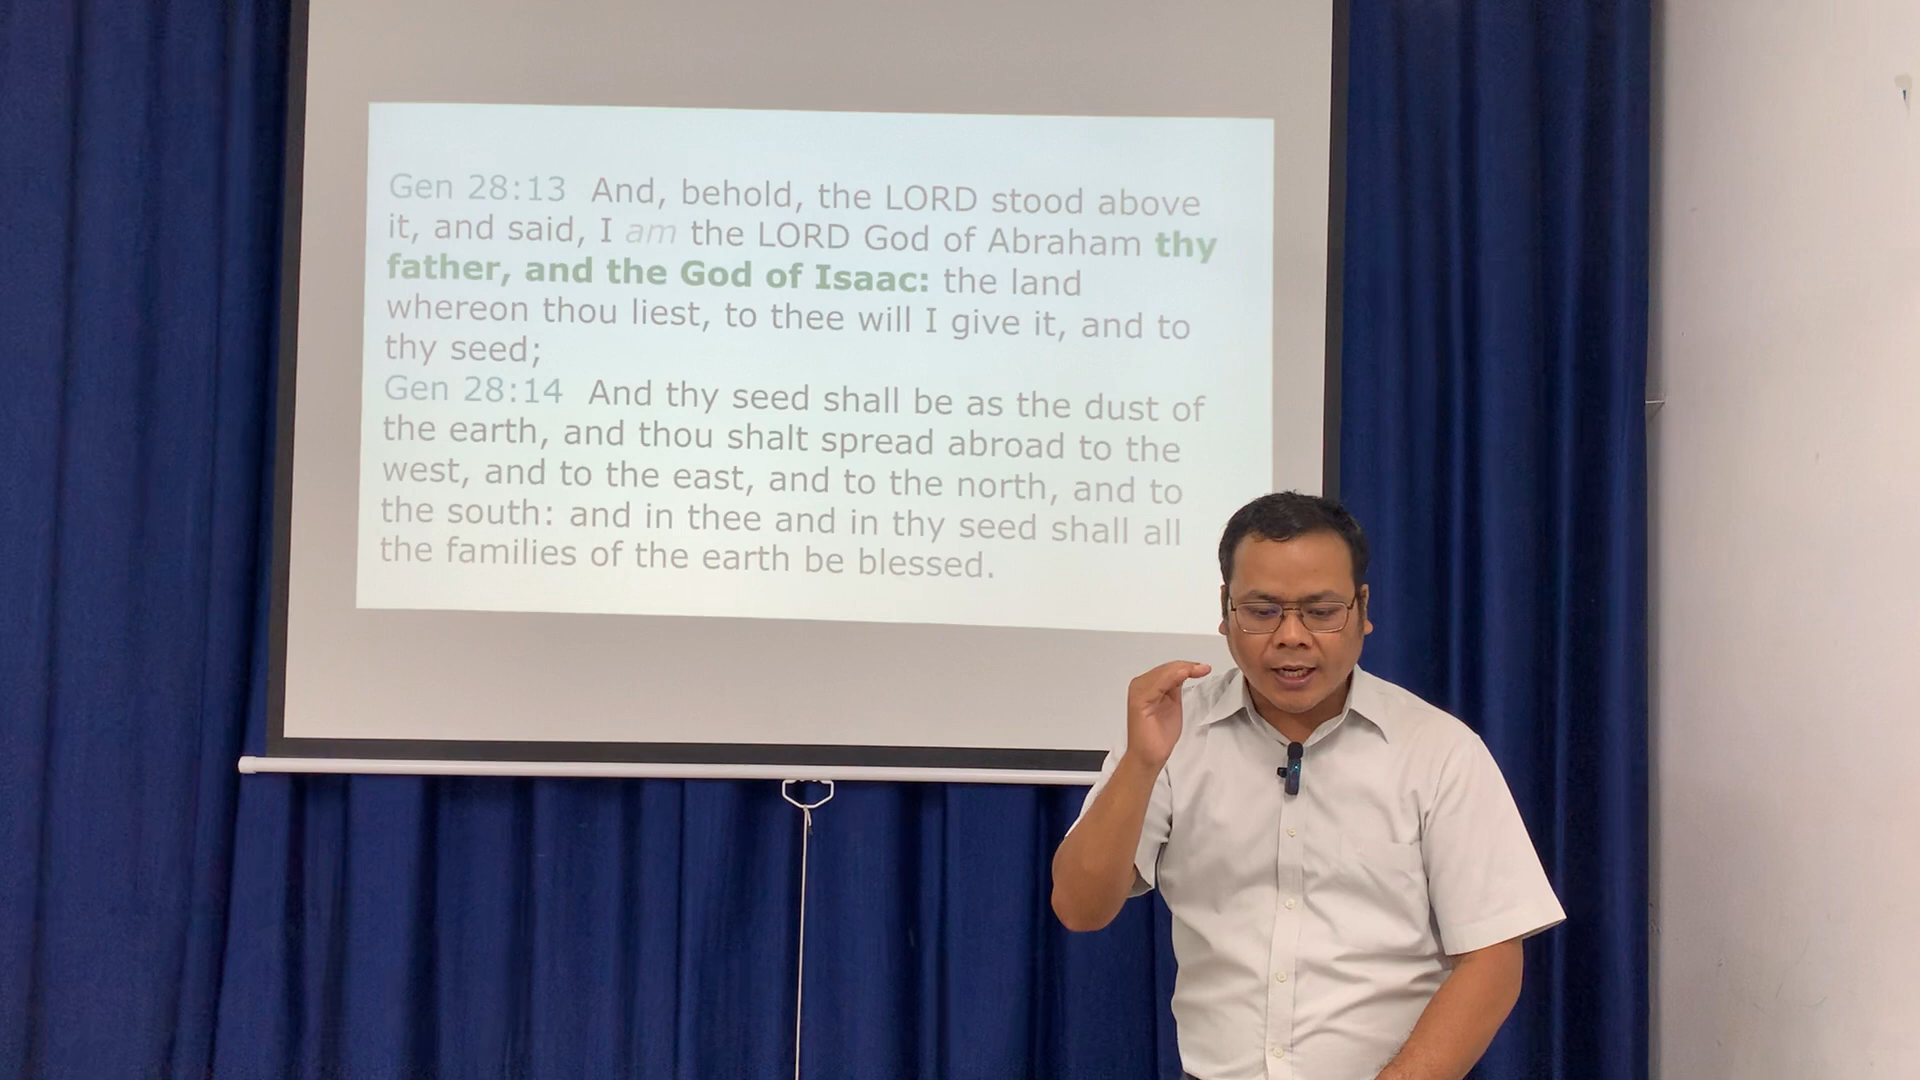 Gen 28:13  And, behold, the LORD stood above
it, and said, I am the LORD God of Abraham thy
father, and the God of Isaac: the land
whereon thou liest, to thee will I give it, and to
thy seed;
Gen 28:14  And thy seed shall be as the dust of
the earth, and thou shalt spread abroad to the
west, and to the east, and to the north, and to
the south: and in thee and in thy seed shall all
the families of the earth be blessed.